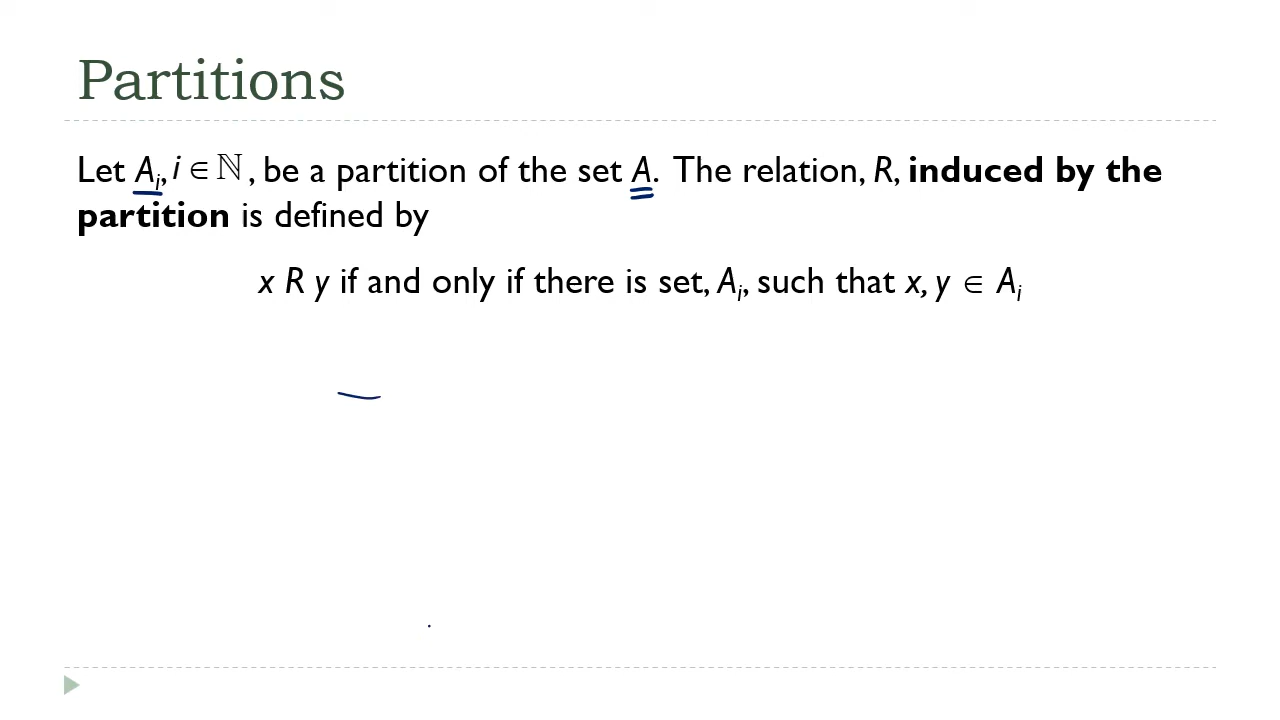 Partitions
Let Aᵢ, i ∈ ℕ, be a partition of the set A. The relation, R, induced by the
partition is defined by
x R y if and only if there is set, Aᵢ, such that x, y ∈ Aᵢ